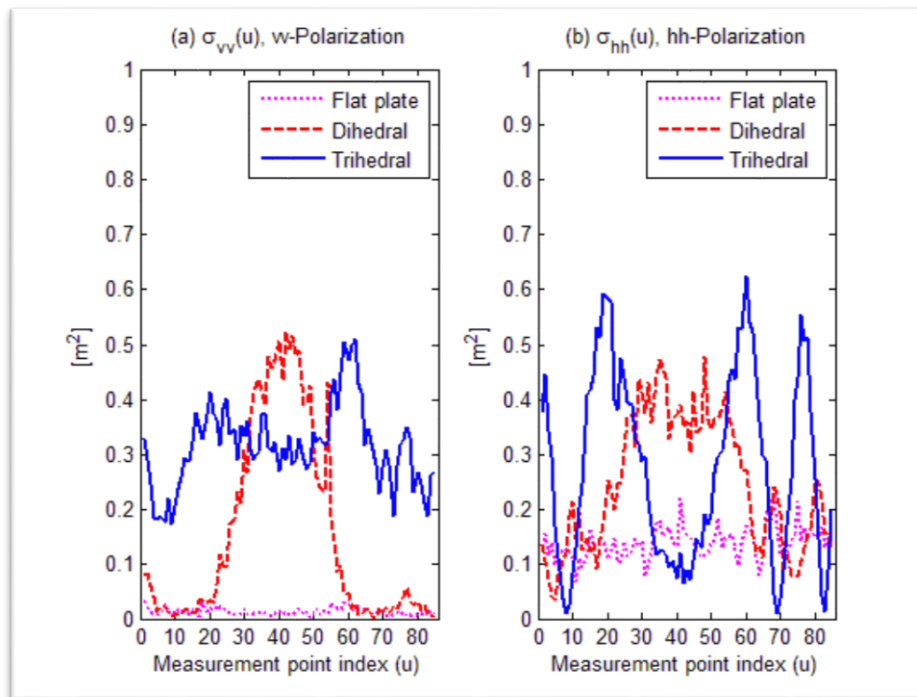 (a) σvv(u), vv-Polarization
1
0.9
0.8
0.7
0.6
0.5
0.4
0.3
0.2
0.1
0
[m²]
Flat plate
Dihedral
Trihedral
0 10 20 30 40 50 60 70 80
Measurement point index (u)
(b) σhh(u), hh-Polarization
1
0.9
0.8
0.7
0.6
0.5
0.4
0.3
0.2
0.1
0
[m²]
Flat plate
Dihedral
Trihedral
0 10 20 30 40 50 60 70 80
Measurement point index (u)